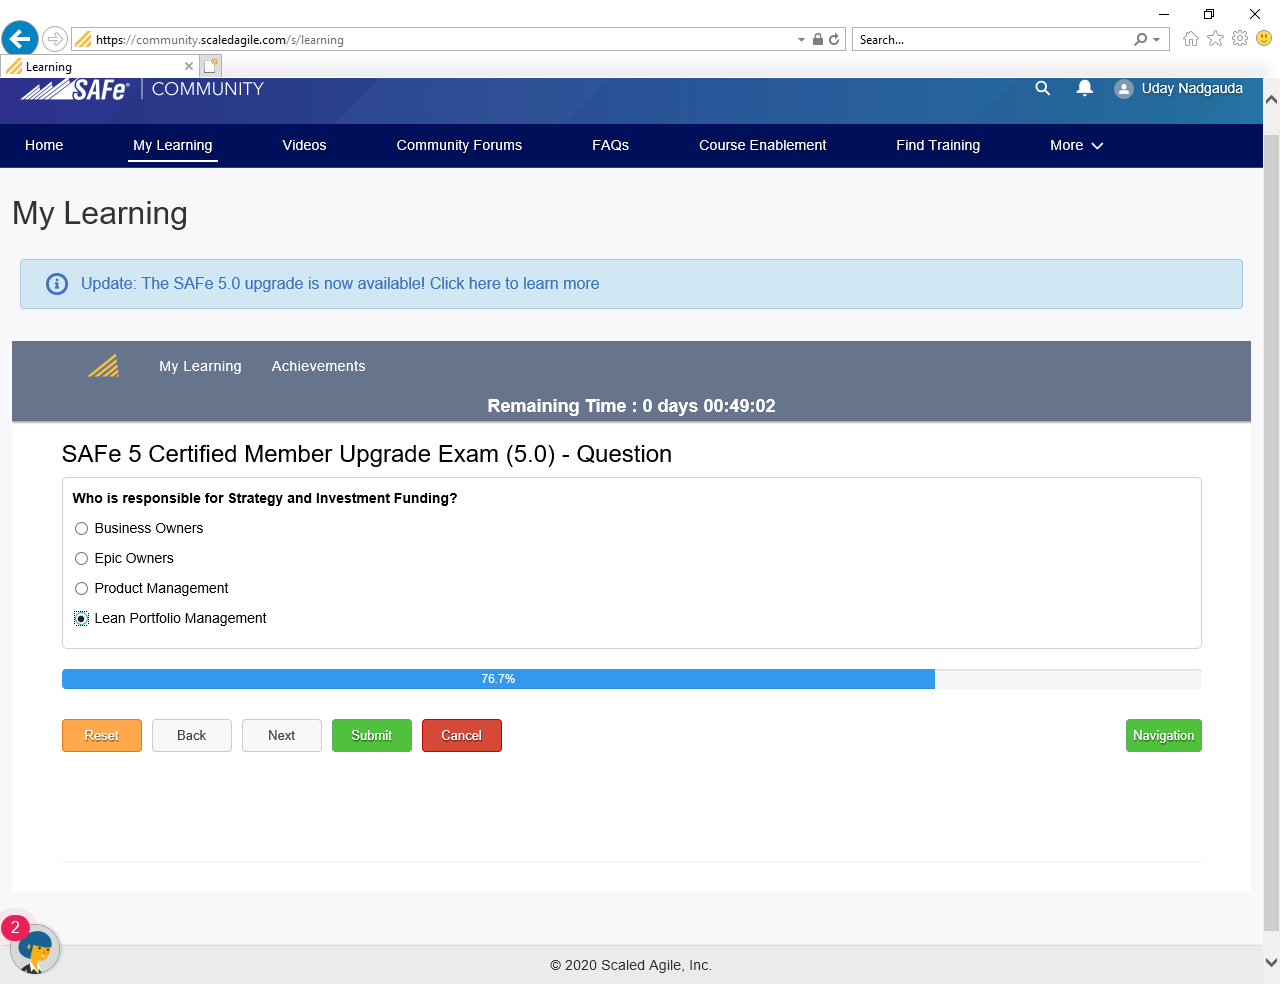 https://community.scaledagile.com/s/learning
Search...
Learning
SAFe® COMMUNITY
Uday Nadgauda
Home My Learning Videos Community Forums FAQs Course Enablement Find Training More
My Learning
Update: The SAFe 5.0 upgrade is now available! Click here to learn more
My Learning Achievements
Remaining Time : 0 days 00:49:02
SAFe 5 Certified Member Upgrade Exam (5.0) - Question
Who is responsible for Strategy and Investment Funding?
Business Owners
Epic Owners
Product Management
Lean Portfolio Management
76.7%
Reset Back Next Submit Cancel Navigation
2
© 2020 Scaled Agile, Inc.